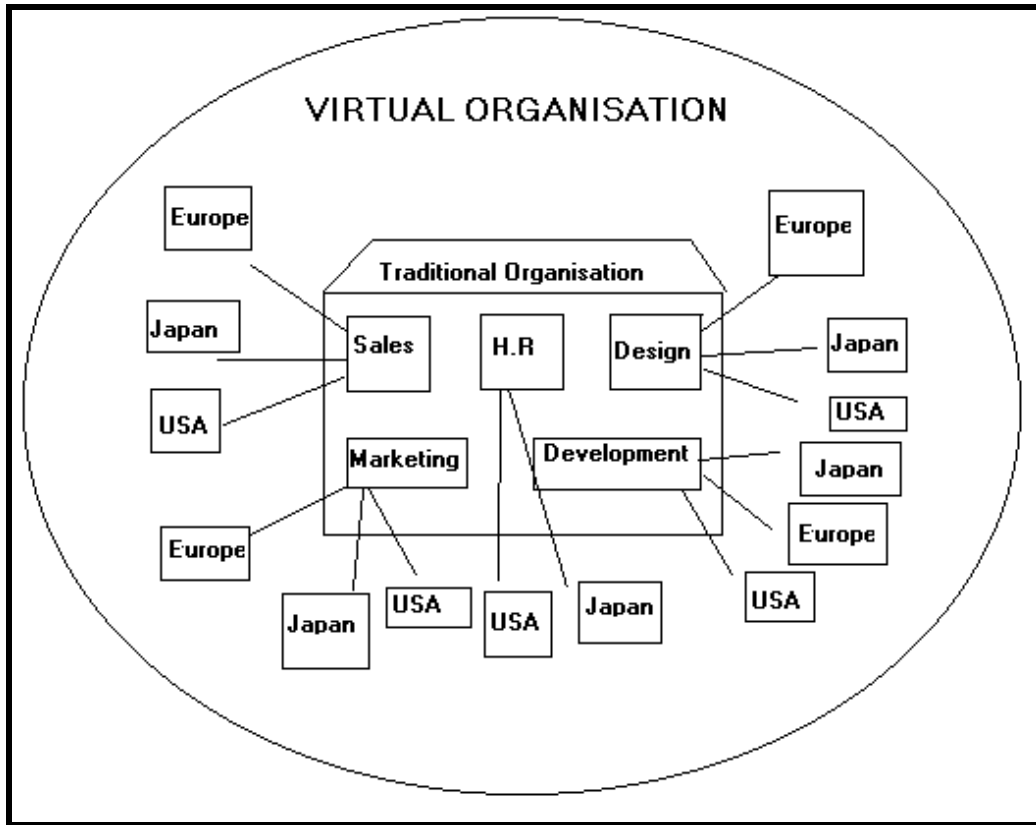 VIRTUAL ORGANISATION
Europe
Europe
Traditional Organisation
Japan
Sales
H.R
Design
Japan
USA
USA
Marketing
Development
Japan
Europe
Europe
Japan
USA
USA
Japan
USA